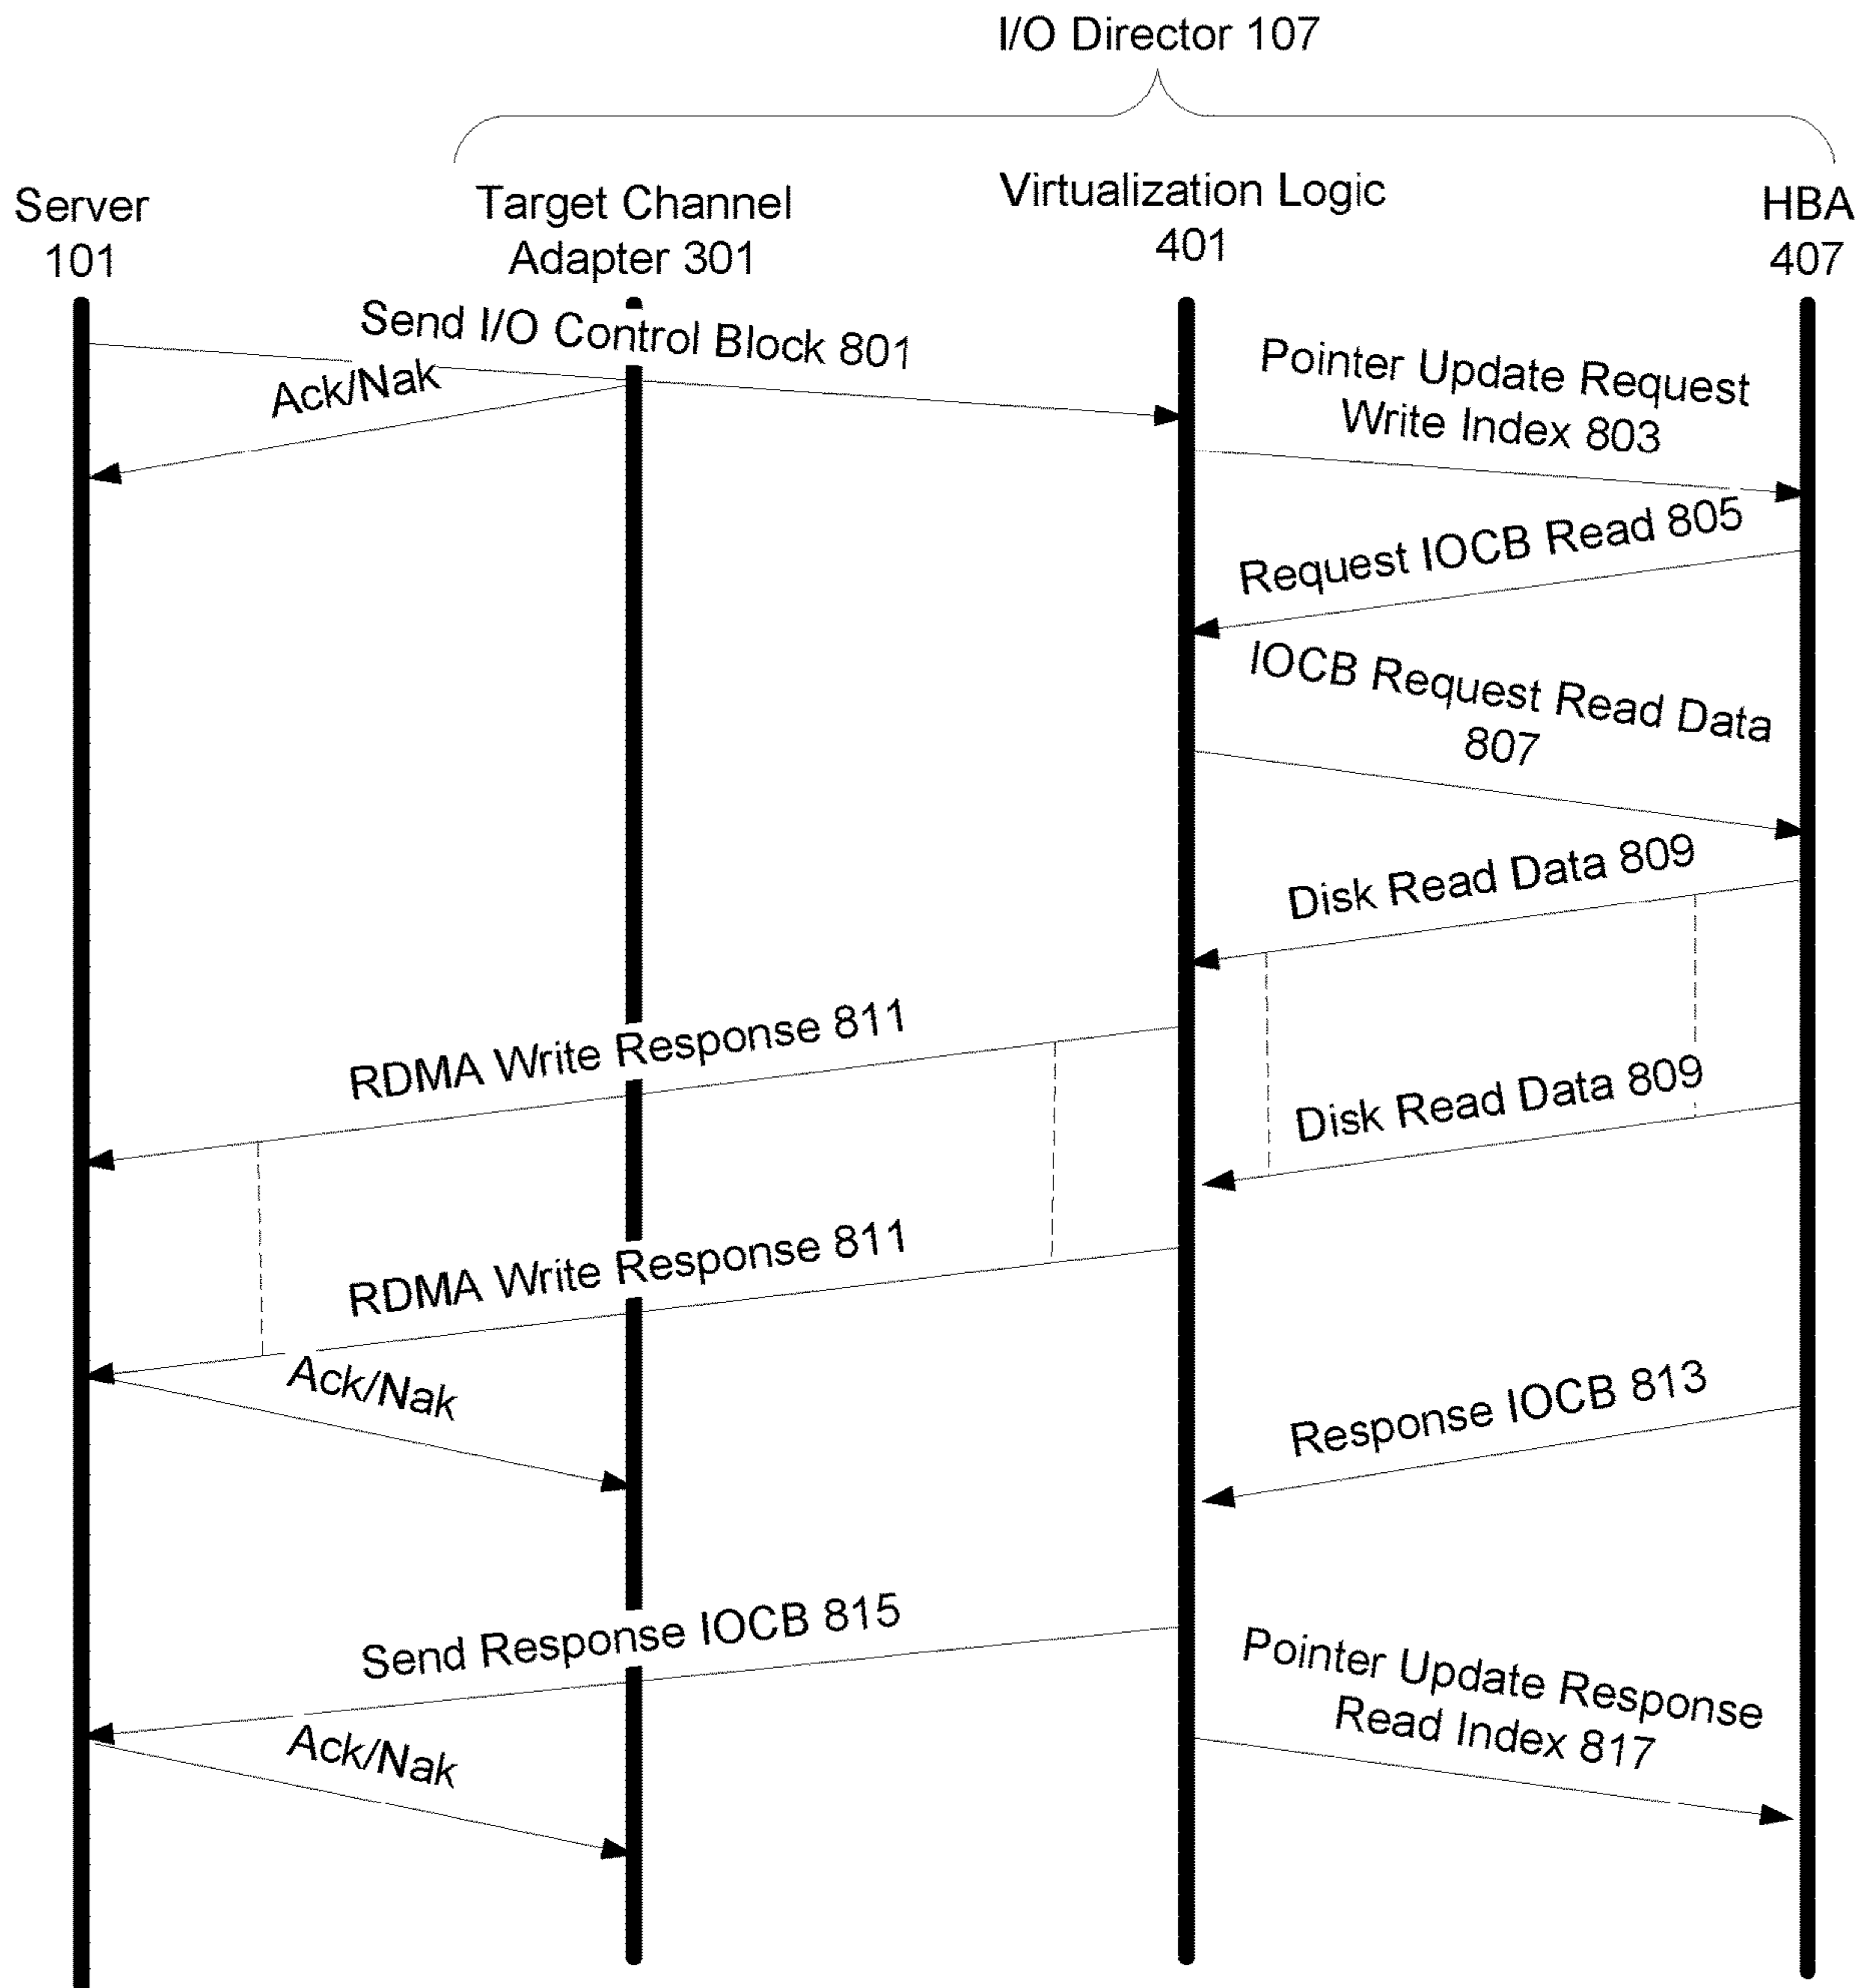 I/O Director 107
Server
101
Target Channel
Adapter 301
Virtualization Logic
401
HBA
407
Send I/O Control Block 801
Ack/Nak
Pointer Update Request
Write Index 803
Request IOCB Read 805
IOCB Request Read Data
807
Disk Read Data 809
RDMA Write Response 811
Disk Read Data 809
RDMA Write Response 811
Ack/Nak
Response IOCB 813
Send Response IOCB 815
Ack/Nak
Pointer Update Response
Read Index 817